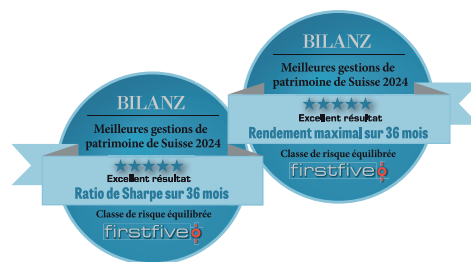 BILANZ
Meilleures gestions de
patrimoine de Suisse 2024
Excellent résultat
Ratio de Sharpe sur 36 mois
Classe de risque équilibrée
firstfive
BILANZ
Meilleures gestions de
patrimoine de Suisse 2024
Excellent résultat
Rendement maximal sur 36 mois
Classe de risque équilibrée
firstfive